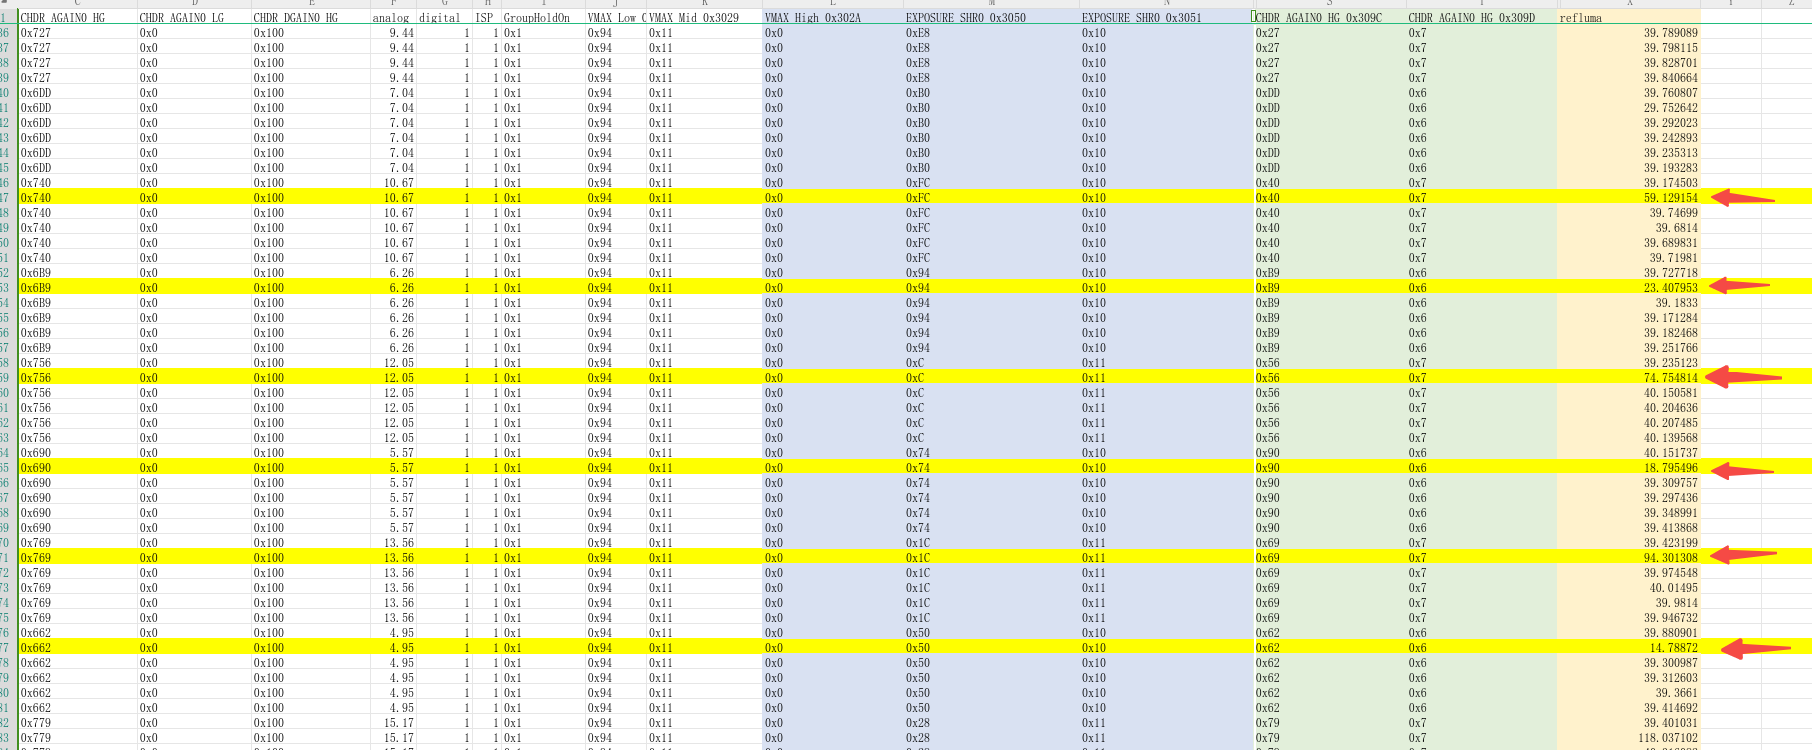 1 CHDR AGAIN0 HG CHDR AGAIN0 LG CHDR DGAIN0 HG analog digital ISP GroupHoldOn VMAX Low C VMAX Mid 0x3029 VMAX High 0x302A EXPOSURE SHR0 0x3050 EXPOSURE SHR0 0x3051 CHDR AGAIN0 HG 0x309C CHDR AGAIN0 HG 0x309D refluma
36 0x727 0x0 0x100 9.44 1 1 0x1 0x94 0x11 0x0 0xE8 0x10 0x27 0x7 39.789089
37 0x727 0x0 0x100 9.44 1 1 0x1 0x94 0x11 0x0 0xE8 0x10 0x27 0x7 39.798115
38 0x727 0x0 0x100 9.44 1 1 0x1 0x94 0x11 0x0 0xE8 0x10 0x27 0x7 39.828701
39 0x727 0x0 0x100 9.44 1 1 0x1 0x94 0x11 0x0 0xE8 0x10 0x27 0x7 39.840664
40 0x6DD 0x0 0x100 7.04 1 1 0x1 0x94 0x11 0x0 0xB0 0x10 0xDD 0x6 39.760807
41 0x6DD 0x0 0x100 7.04 1 1 0x1 0x94 0x11 0x0 0xB0 0x10 0xDD 0x6 29.752642
42 0x6DD 0x0 0x100 7.04 1 1 0x1 0x94 0x11 0x0 0xB0 0x10 0xDD 0x6 39.292023
43 0x6DD 0x0 0x100 7.04 1 1 0x1 0x94 0x11 0x0 0xB0 0x10 0xDD 0x6 39.242893
44 0x6DD 0x0 0x100 7.04 1 1 0x1 0x94 0x11 0x0 0xB0 0x10 0xDD 0x6 39.235313
45 0x6DD 0x0 0x100 7.04 1 1 0x1 0x94 0x11 0x0 0xB0 0x10 0xDD 0x6 39.193283
46 0x740 0x0 0x100 10.67 1 1 0x1 0x94 0x11 0x0 0xFC 0x10 0x40 0x7 39.174503
47 0x740 0x0 0x100 10.67 1 1 0x1 0x94 0x11 0x0 0xFC 0x10 0x40 0x7 59.129154
48 0x740 0x0 0x100 10.67 1 1 0x1 0x94 0x11 0x0 0xFC 0x10 0x40 0x7 39.74699
49 0x740 0x0 0x100 10.67 1 1 0x1 0x94 0x11 0x0 0xFC 0x10 0x40 0x7 39.6814
50 0x740 0x0 0x100 10.67 1 1 0x1 0x94 0x11 0x0 0xFC 0x10 0x40 0x7 39.689831
51 0x740 0x0 0x100 10.67 1 1 0x1 0x94 0x11 0x0 0xFC 0x10 0x40 0x7 39.71981
52 0x6B9 0x0 0x100 6.26 1 1 0x1 0x94 0x11 0x0 0x94 0x10 0xB9 0x6 39.727718
53 0x6B9 0x0 0x100 6.26 1 1 0x1 0x94 0x11 0x0 0x94 0x10 0xB9 0x6 23.407953
54 0x6B9 0x0 0x100 6.26 1 1 0x1 0x94 0x11 0x0 0x94 0x10 0xB9 0x6 39.1833
55 0x6B9 0x0 0x100 6.26 1 1 0x1 0x94 0x11 0x0 0x94 0x10 0xB9 0x6 39.171284
56 0x6B9 0x0 0x100 6.26 1 1 0x1 0x94 0x11 0x0 0x94 0x10 0xB9 0x6 39.182468
57 0x6B9 0x0 0x100 6.26 1 1 0x1 0x94 0x11 0x0 0x94 0x10 0xB9 0x6 39.251766
58 0x756 0x0 0x100 12.05 1 1 0x1 0x94 0x11 0x0 0xC 0x11 0x56 0x7 39.235123
59 0x756 0x0 0x100 12.05 1 1 0x1 0x94 0x11 0x0 0xC 0x11 0x56 0x7 74.754814
60 0x756 0x0 0x100 12.05 1 1 0x1 0x94 0x11 0x0 0xC 0x11 0x56 0x7 40.150581
61 0x756 0x0 0x100 12.05 1 1 0x1 0x94 0x11 0x0 0xC 0x11 0x56 0x7 40.204636
62 0x756 0x0 0x100 12.05 1 1 0x1 0x94 0x11 0x0 0xC 0x11 0x56 0x7 40.207485
63 0x756 0x0 0x100 12.05 1 1 0x1 0x94 0x11 0x0 0xC 0x11 0x56 0x7 40.139568
64 0x690 0x0 0x100 5.57 1 1 0x1 0x94 0x11 0x0 0x74 0x10 0x90 0x6 40.151737
65 0x690 0x0 0x100 5.57 1 1 0x1 0x94 0x11 0x0 0x74 0x10 0x90 0x6 18.795496
66 0x690 0x0 0x100 5.57 1 1 0x1 0x94 0x11 0x0 0x74 0x10 0x90 0x6 39.309757
67 0x690 0x0 0x100 5.57 1 1 0x1 0x94 0x11 0x0 0x74 0x10 0x90 0x6 39.297436
68 0x690 0x0 0x100 5.57 1 1 0x1 0x94 0x11 0x0 0x74 0x10 0x90 0x6 39.348991
69 0x690 0x0 0x100 5.57 1 1 0x1 0x94 0x11 0x0 0x74 0x10 0x90 0x6 39.413868
70 0x769 0x0 0x100 13.56 1 1 0x1 0x94 0x11 0x0 0x1C 0x11 0x69 0x7 39.423199
71 0x769 0x0 0x100 13.56 1 1 0x1 0x94 0x11 0x0 0x1C 0x11 0x69 0x7 94.301308
72 0x769 0x0 0x100 13.56 1 1 0x1 0x94 0x11 0x0 0x1C 0x11 0x69 0x7 39.974548
73 0x769 0x0 0x100 13.56 1 1 0x1 0x94 0x11 0x0 0x1C 0x11 0x69 0x7 40.01495
74 0x769 0x0 0x100 13.56 1 1 0x1 0x94 0x11 0x0 0x1C 0x11 0x69 0x7 39.9814
75 0x769 0x0 0x100 13.56 1 1 0x1 0x94 0x11 0x0 0x1C 0x11 0x69 0x7 39.946732
76 0x662 0x0 0x100 4.95 1 1 0x1 0x94 0x11 0x0 0x50 0x10 0x62 0x6 39.880901
77 0x662 0x0 0x100 4.95 1 1 0x1 0x94 0x11 0x0 0x50 0x10 0x62 0x6 14.78872
78 0x662 0x0 0x100 4.95 1 1 0x1 0x94 0x11 0x0 0x50 0x10 0x62 0x6 39.300987
79 0x662 0x0 0x100 4.95 1 1 0x1 0x94 0x11 0x0 0x50 0x10 0x62 0x6 39.312603
80 0x662 0x0 0x100 4.95 1 1 0x1 0x94 0x11 0x0 0x50 0x10 0x62 0x6 39.3661
81 0x662 0x0 0x100 4.95 1 1 0x1 0x94 0x11 0x0 0x50 0x10 0x62 0x6 39.414692
82 0x779 0x0 0x100 15.17 1 1 0x1 0x94 0x11 0x0 0x28 0x11 0x79 0x7 39.401031
83 0x779 0x0 0x100 15.17 1 1 0x1 0x94 0x11 0x0 0x28 0x11 0x79 0x7 118.037102